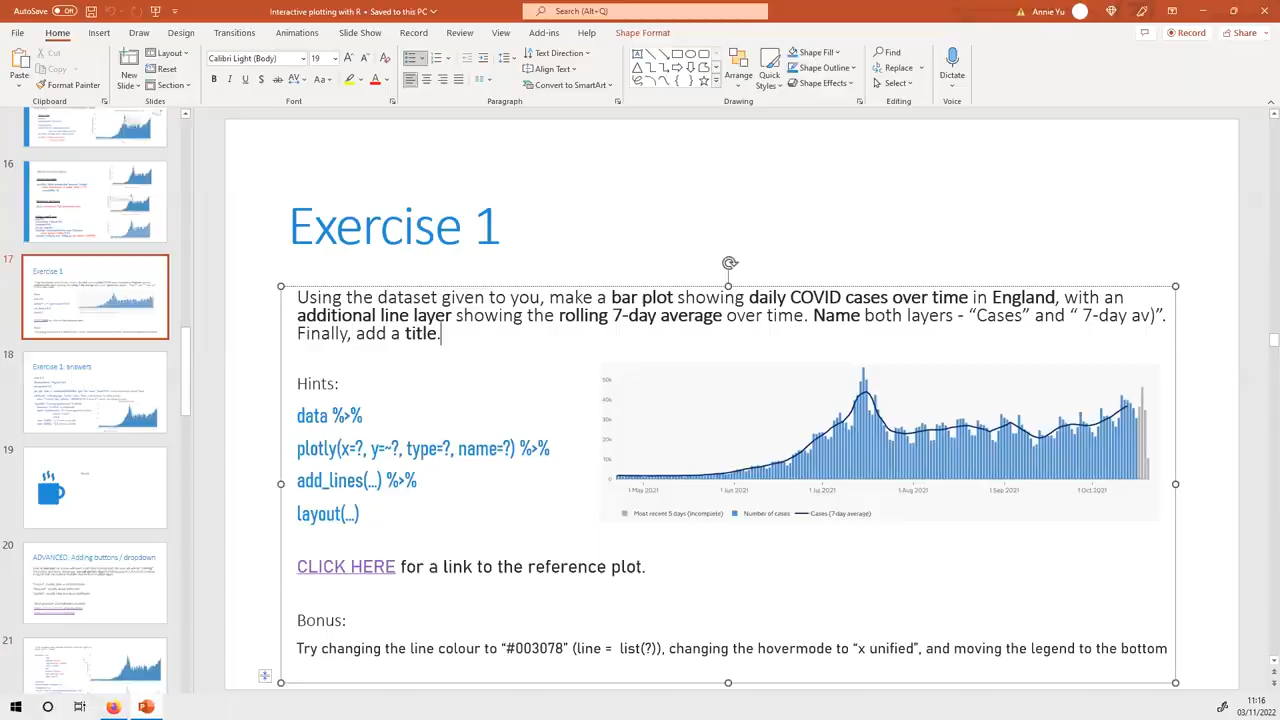 AutoSave Off Interactive plotting with R • Saved to this PC Search (Alt+Q) Annie Yu
File Home Insert Draw Design Transitions Animations Slide Show Record Review View Add-ins Help Shape Format Record Share
Paste Cut Copy Format Painter Clipboard
New Slide Layout Reset Section Slides
Calibri Light (Body) 19 Font
Text Direction Align Text Convert to SmartArt Paragraph
Arrange Quick Styles Shape Fill Shape Outline Shape Effects Drawing
Find Replace Select Editing
Dictate Voice
16
17
Exercise 1
18
Exercise 1: answers
19
20
ADVANCED: Adding buttons / dropdown
21
Exercise 1
Using the dataset given to you, make a bar plot showing daily COVID cases over time in England, with an
additional line layer showing the rolling 7-day average over time. Name both layers - “Cases” and “ 7-day av)”.
Finally, add a title.
Hints:
data %>%
plotly(x=?, y=~?, type=?, name=?) %>%
add_lines(...) %>%
layout(...)
50k
40k
30k
20k
10k
0
1 May 2021 1 Jun 2021 1 Jul 2021 1 Aug 2021 1 Sep 2021 1 Oct 2021
Most recent 5 days (incomplete) Number of cases Cases (7-day average)
CLICK HERE for a link to the reference plot.
Bonus:
Try changing the line colour to “#003078” (line = list(?)), changing the hovermode to “x unified”, and moving the legend to the bottom
11:16
03/11/2022